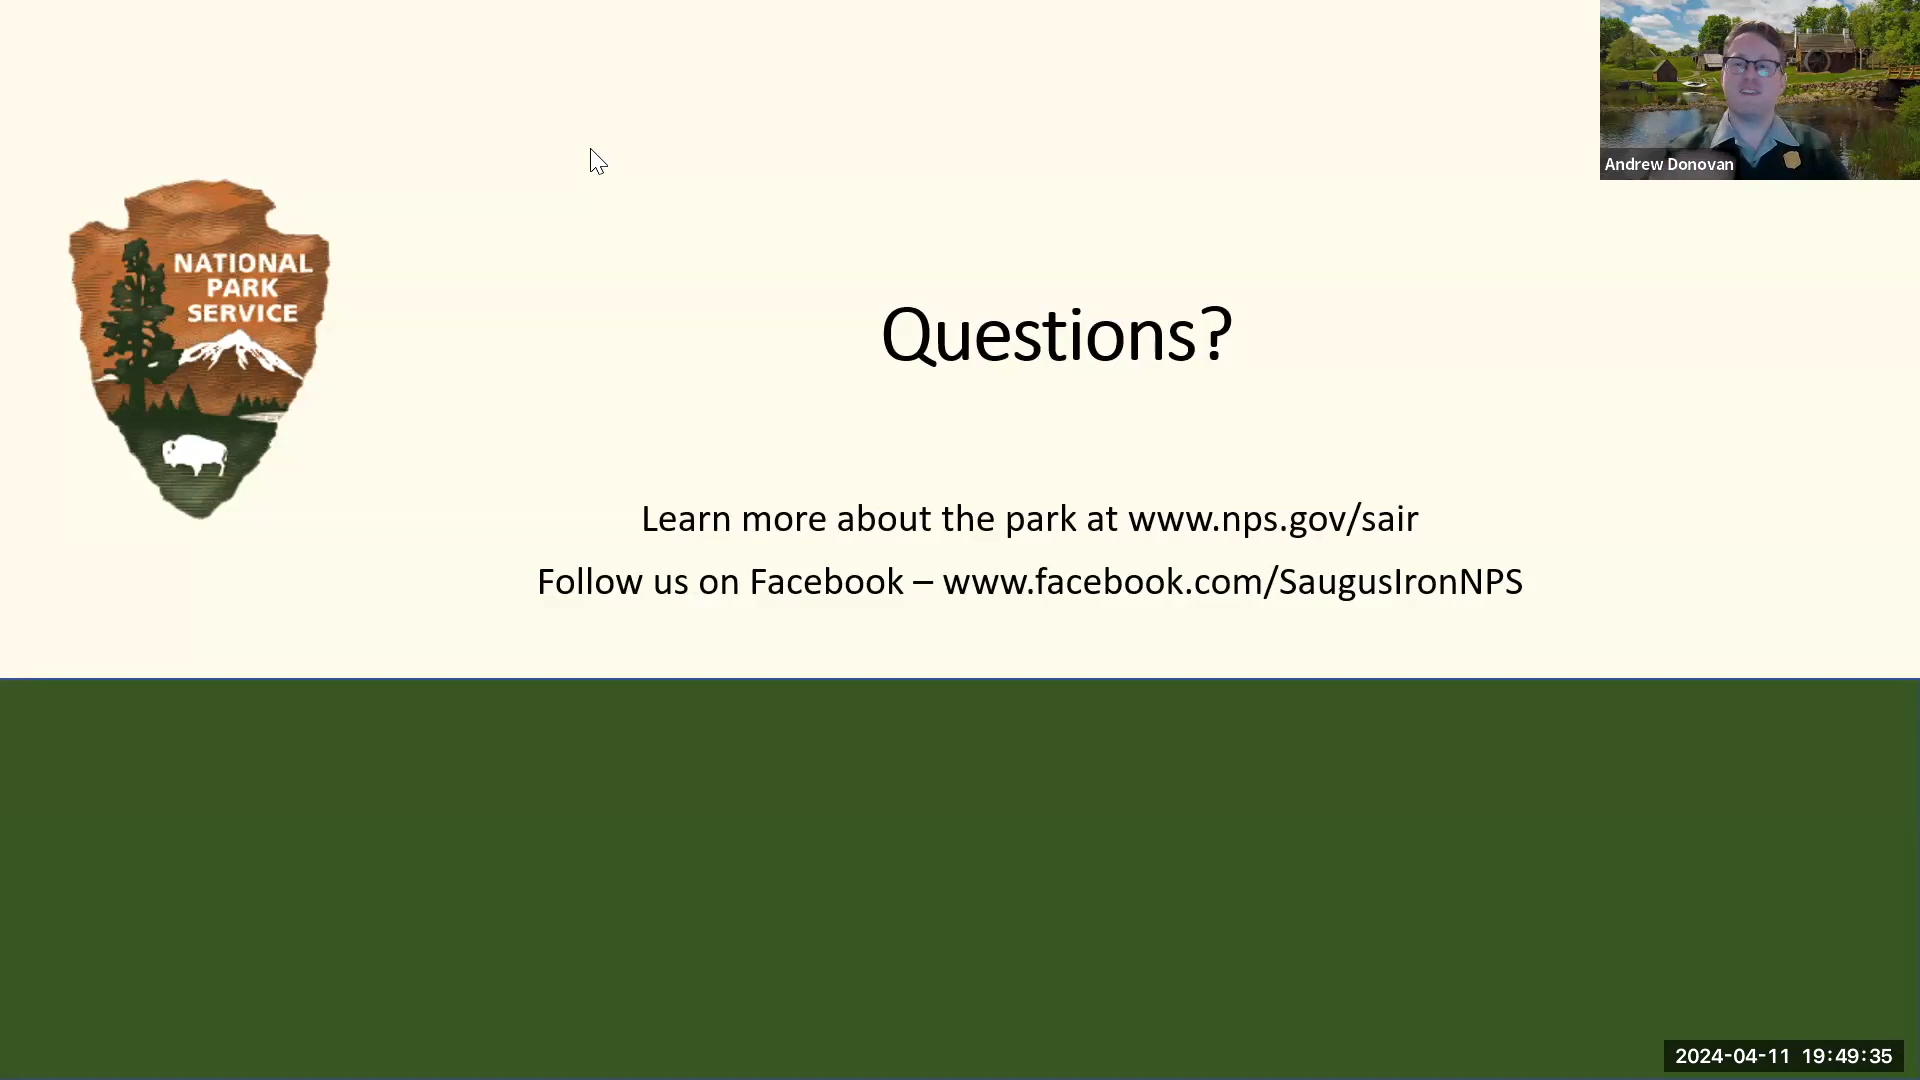 Andrew Donovan
NATIONAL
PARK
SERVICE
Questions?
Learn more about the park at www.nps.gov/sair
Follow us on Facebook – www.facebook.com/SaugusIronNPS
2024-04-11 19:49:35